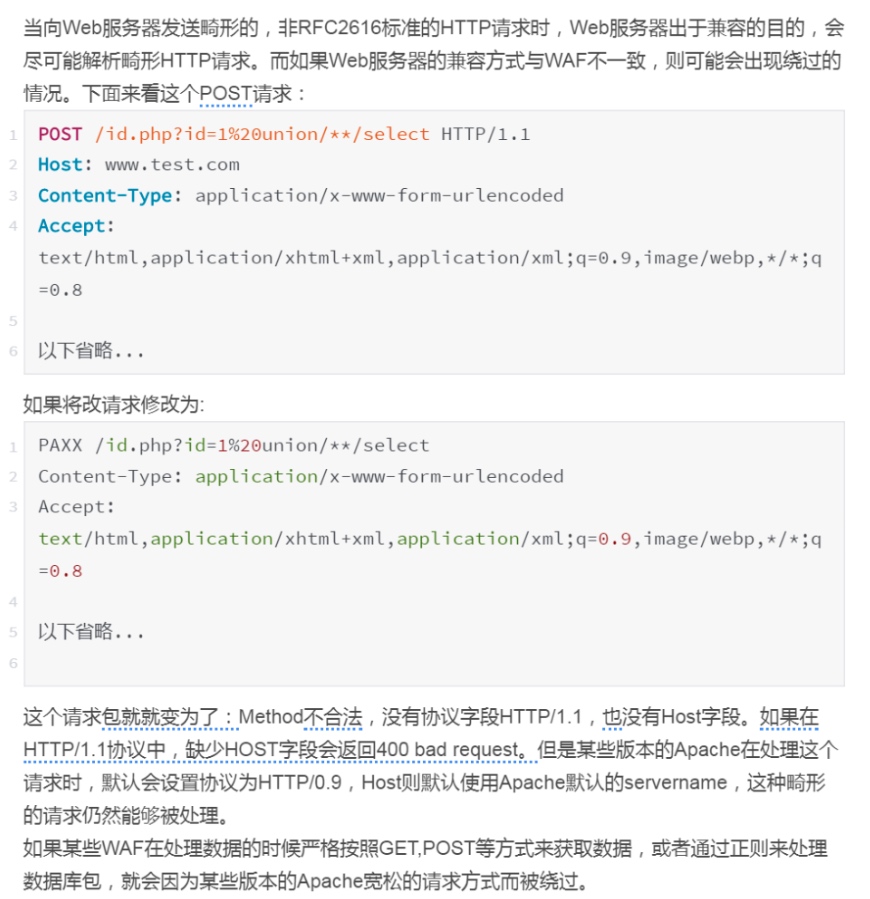 当向Web服务器发送畸形的，非RFC2616标准的HTTP请求时，Web服务器出于兼容的目的，会
尽可能解析畸形HTTP请求。而如果Web服务器的兼容方式与WAF不一致，则可能会出现绕过的
情况。下面来看这个POST请求：
1 POST /id.php?id=1%20union/**/select HTTP/1.1
2 Host: www.test.com
3 Content-Type: application/x-www-form-urlencoded
4 Accept:
text/html,application/xhtml+xml,application/xml;q=0.9,image/webp,*/*;q
=0.8
5
6 以下省略...
如果将改请求修改为:
1 PAXX /id.php?id=1%20union/**/select
2 Content-Type: application/x-www-form-urlencoded
3 Accept:
text/html,application/xhtml+xml,application/xml;q=0.9,image/webp,*/*;q
=0.8
4
5 以下省略...
6
这个请求包就就变为了：Method不合法，没有协议字段HTTP/1.1，也没有Host字段。如果在
HTTP/1.1协议中，缺少HOST字段会返回400 bad request。但是某些版本的Apache在处理这个
请求时，默认会设置协议为HTTP/0.9，Host则默认使用Apache默认的servername，这种畸形
的请求仍然能够被处理。
如果某些WAF在处理数据的时候严格按照GET,POST等方式来获取数据，或者通过正则来处理
数据库包，就会因为某些版本的Apache宽松的请求方式而被绕过。